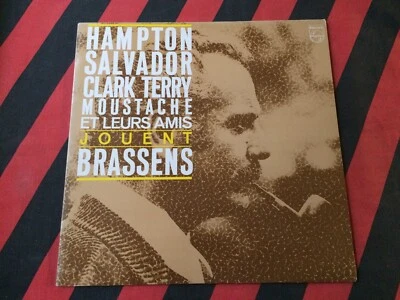 HAMPTON
SALVADOR
CLARK TERRY
MOUSTACHE
ET LEURS AMIS
JOUENT
BRASSENS